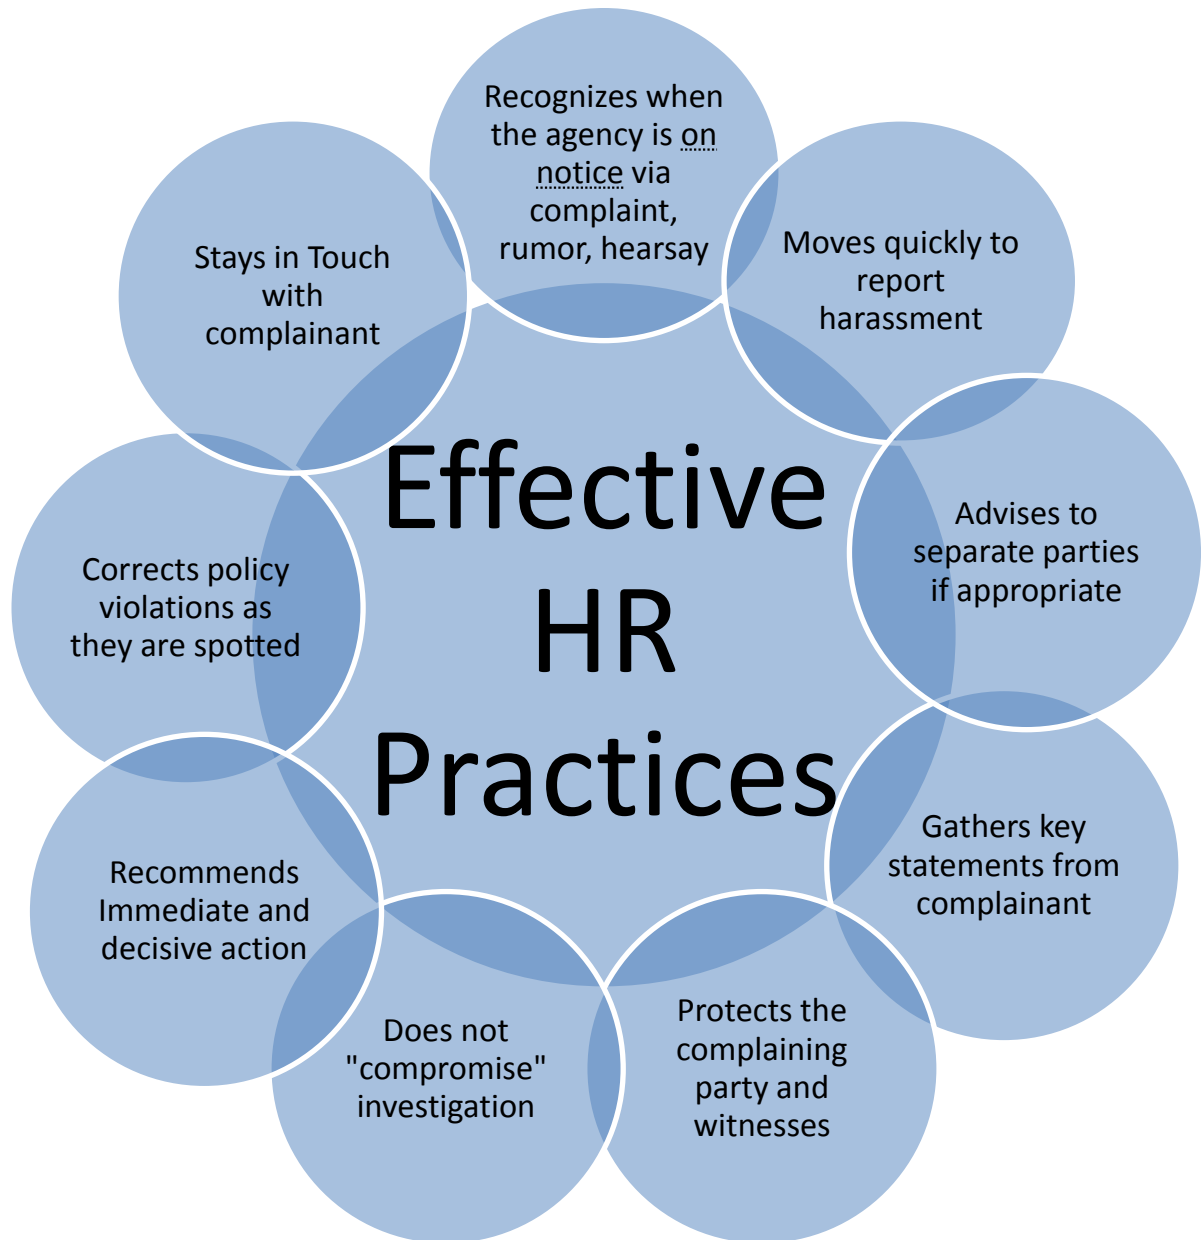 Recognizes when
the agency is on
notice via
complaint,
rumor, hearsay
Moves quickly to
report
harassment
Advises to
separate parties
if appropriate
Gathers key
statements from
complainant
Protects the
complaining
party and
witnesses
Does not
"compromise"
investigation
Recommends
Immediate and
decisive action
Corrects policy
violations as
they are spotted
Stays in Touch
with
complainant
Effective
HR
Practices